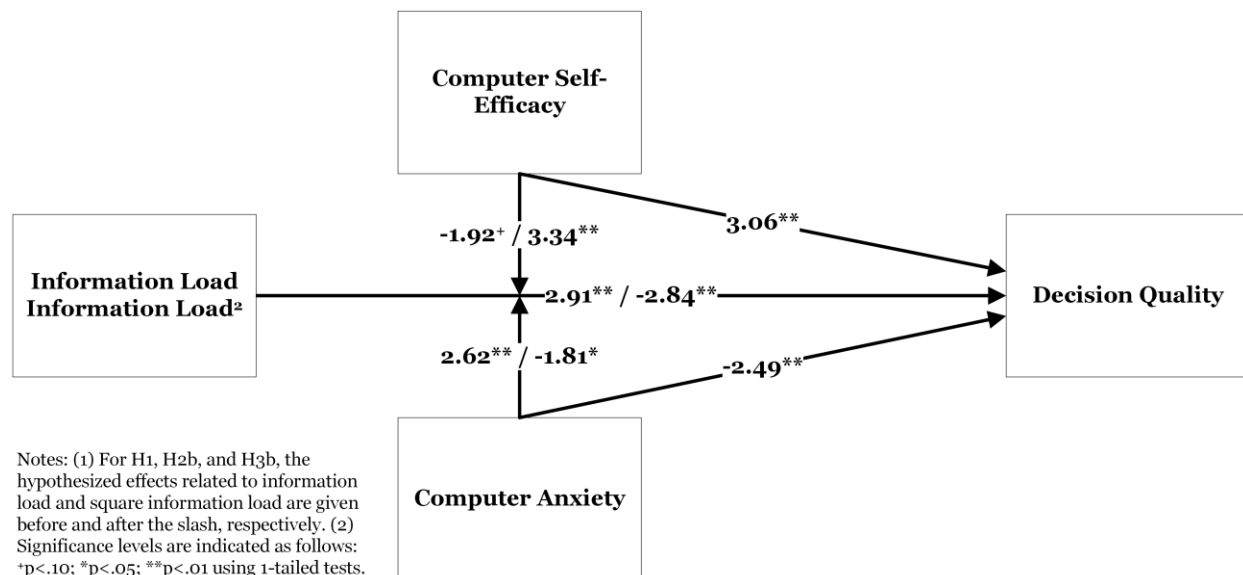 Computer Self-
Efficacy
-1.92⁺ / 3.34**
3.06**
Information Load
Information Load²
2.91** / -2.84**
Decision Quality
2.62** / -1.81*
-2.49**
Computer Anxiety
Notes: (1) For H1, H2b, and H3b, the
hypothesized effects related to information
load and square information load are given
before and after the slash, respectively. (2)
Significance levels are indicated as follows:
⁺p<.10; *p<.05; **p<.01 using 1-tailed tests.